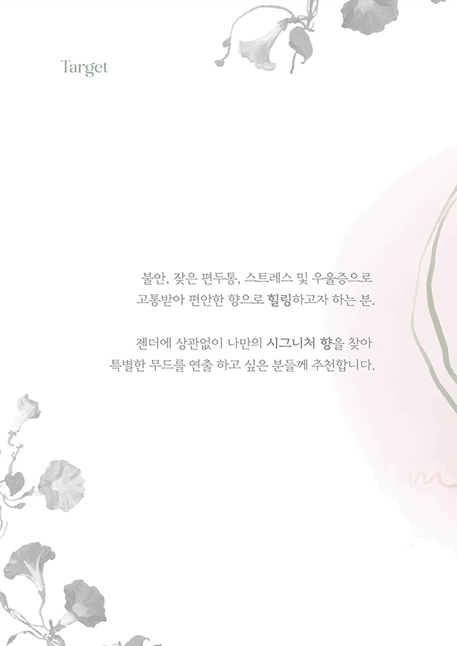 Target
불안, 잦은 편두통, 스트레스 및 우울증으로
고통받아 편안한 향으로 힐링하고자 하는 분.
젠더에 상관없이 나만의 시그니처 향을 찾아
특별한 무드를 연출 하고 싶은 분들께 추천합니다.